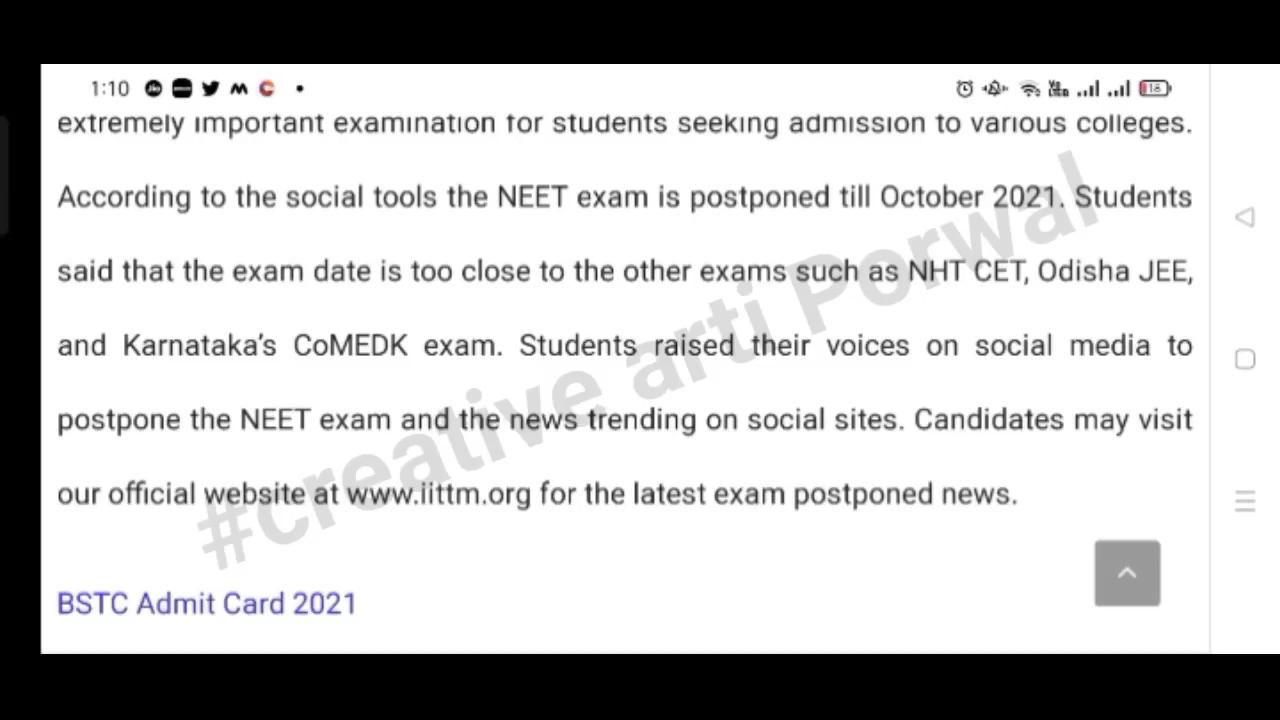 1:10
18
extremely important examination for students seeking admission to various colleges.
According to the social tools the NEET exam is postponed till October 2021. Students
said that the exam date is too close to the other exams such as NHT CET, Odisha JEE,
and Karnataka’s CoMEDK exam. Students raised their voices on social media to
postpone the NEET exam and the news trending on social sites. Candidates may visit
our official website at www.iittm.org for the latest exam postponed news.
#creative arti Porwal
BSTC Admit Card 2021